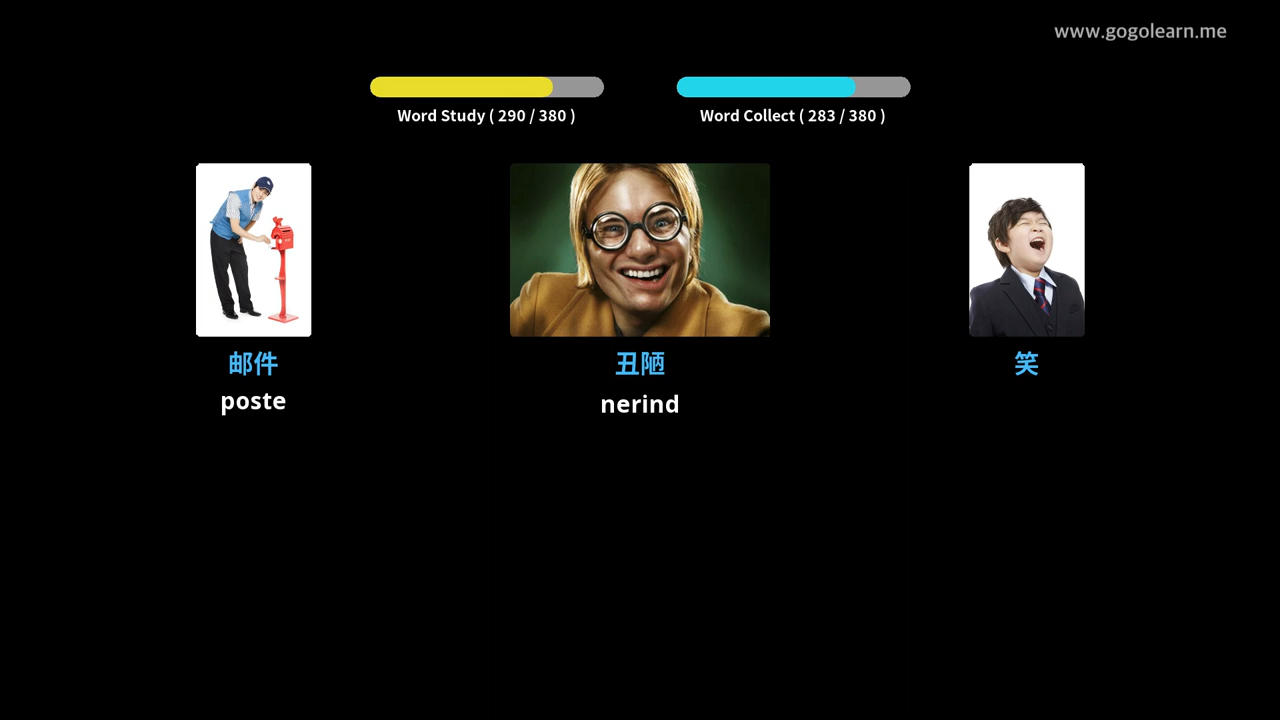 www.gogolearn.me
Word Study ( 290 / 380 )
Word Collect ( 283 / 380 )
邮件
poste
丑陋
nerind
笑